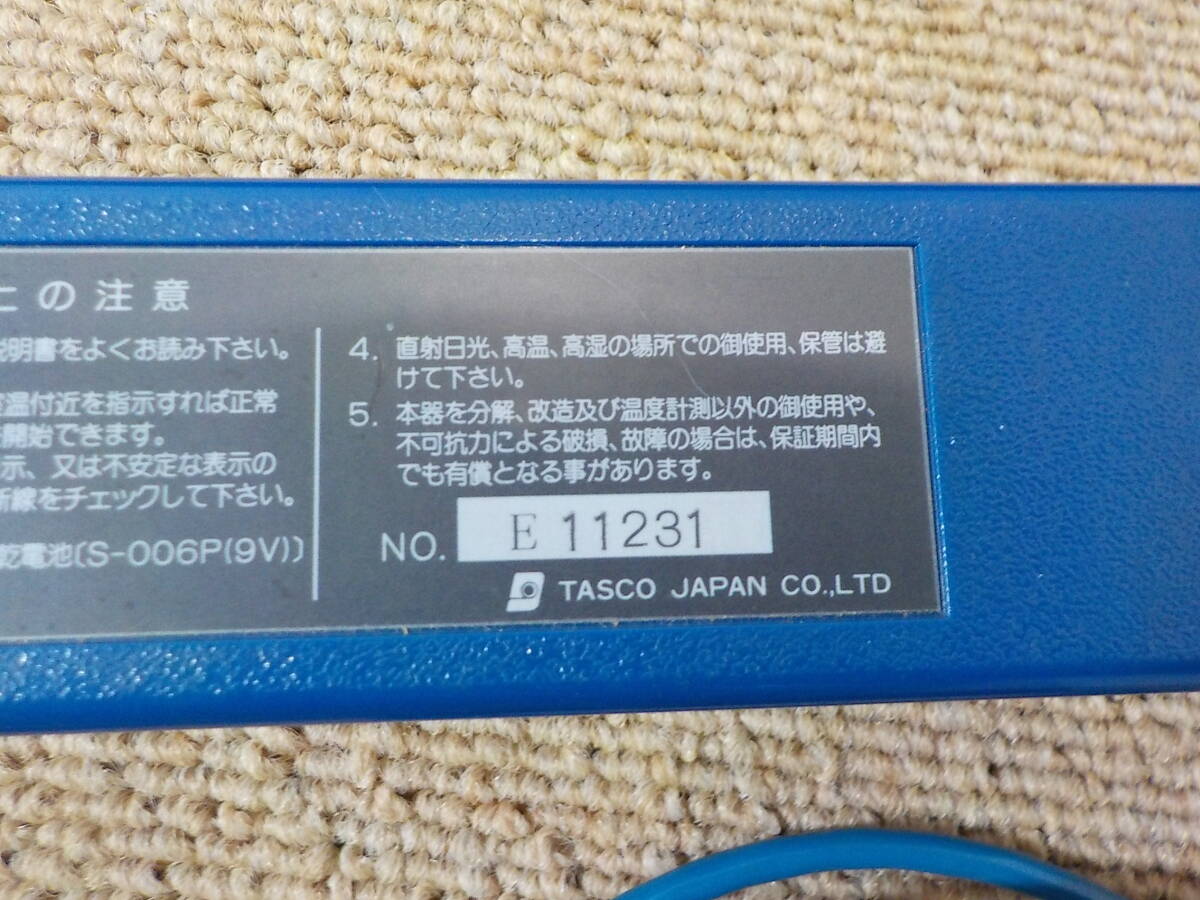 上の注意
説明書をよくお読み下さい。
室温付近を指示すれば正常
開始できます。
示、又は不安定な表示の
断線をチェックして下さい。
乾電池〔S-006P(9V)〕
4. 直射日光、高温、高湿の場所での御使用、保管は避
けて下さい。
5. 本器を分解、改造及び温度計測以外の御使用や、
不可抗力による破損、故障の場合は、保証期間内
でも有償となる事があります。
NO. E 11231
TASCO JAPAN CO.,LTD